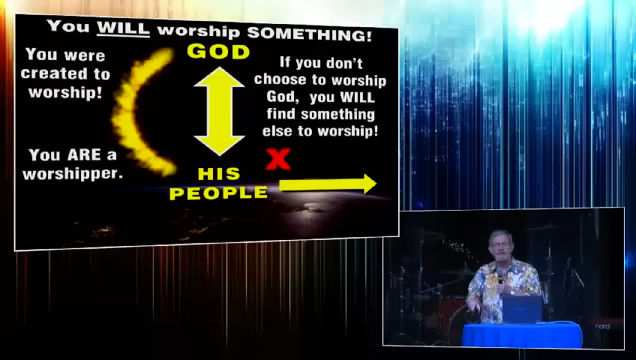 You WILL worship SOMETHING!
You were
created to
worship!
You ARE a
worshipper.
GOD
HIS
PEOPLE
X
If you don't
choose to worship
God, you WILL
find something
else to worship!
nord